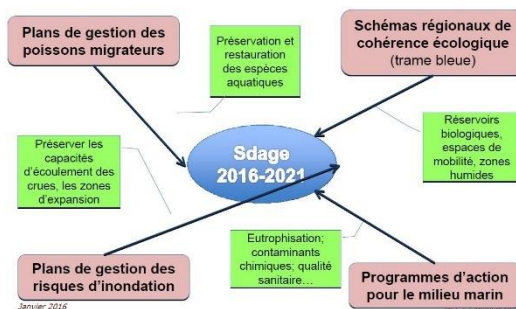 Plans de gestion des
poissons migrateurs
Préservation et
restauration
des espèces
aquatiques
Schémas régionaux de
cohérence écologique
(trame bleue)
Préserver les
capacités
d'écoulement des
crues, les zones
d'expansion
Sdage
2016-2021
Réservoirs
biologiques,
espaces de
mobilité, zones
humides
Plans de gestion des
risques d'inondation
Eutrophisation;
contaminants
chimiques; qualité
sanitaire...
Programmes d'action
pour le milieu marin
Janvier 2016